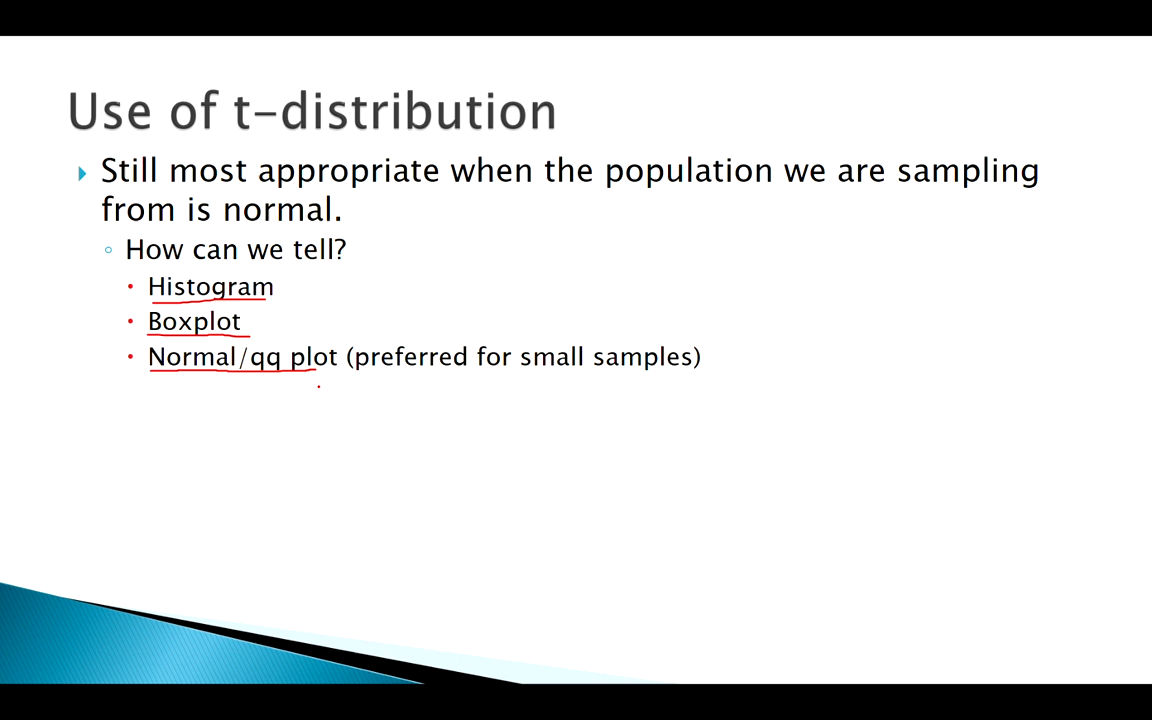 Use of t-distribution
Still most appropriate when the population we are sampling
from is normal.
How can we tell?
Histogram
Boxplot
Normal/qq plot (preferred for small samples)